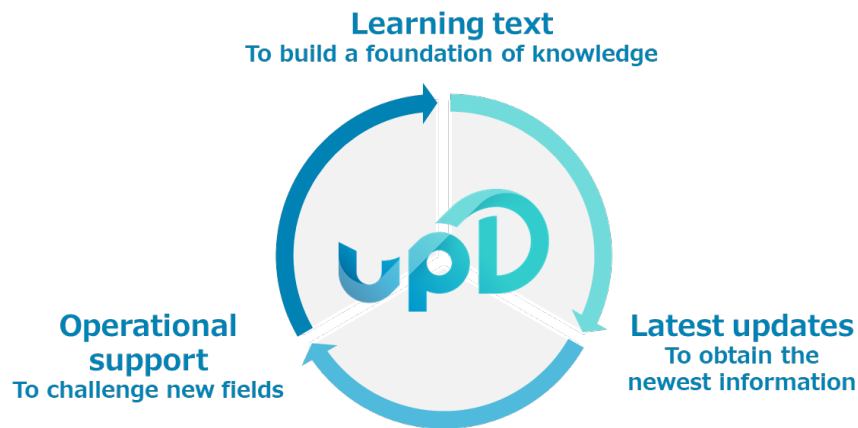 Learning text
To build a foundation of knowledge
upD
Operational
support
To challenge new fields
Latest updates
To obtain the
newest information